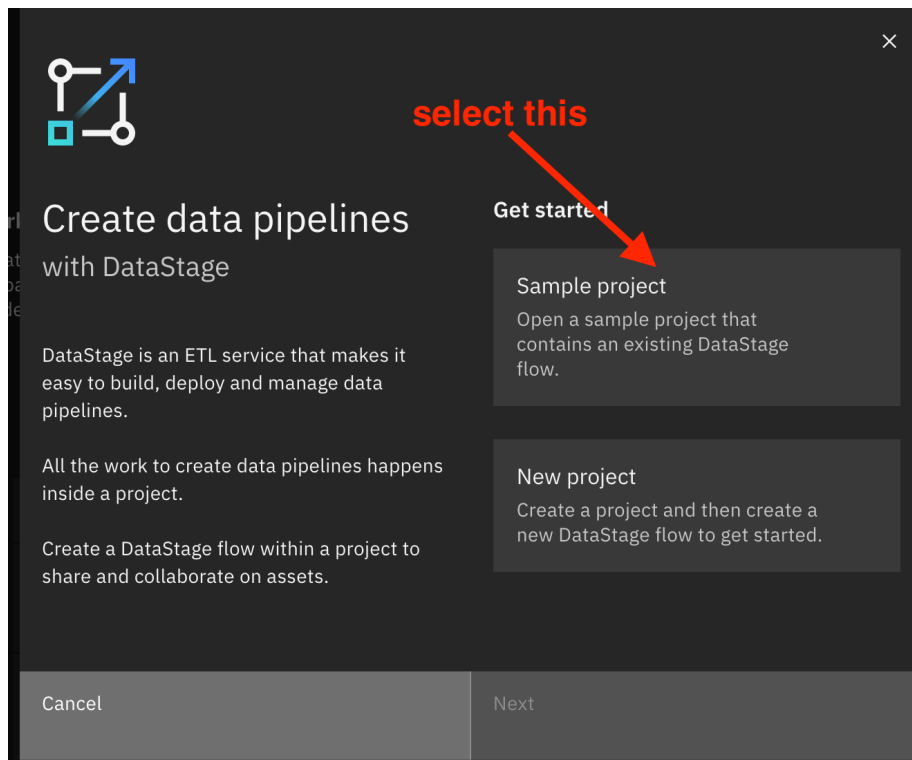 select this
Create data pipelines
with DataStage
DataStage is an ETL service that makes it
easy to build, deploy and manage data
pipelines.
All the work to create data pipelines happens
inside a project.
Create a DataStage flow within a project to
share and collaborate on assets.
Get started
Sample project
Open a sample project that
contains an existing DataStage
flow.
New project
Create a project and then create a
new DataStage flow to get started.
Cancel
Next